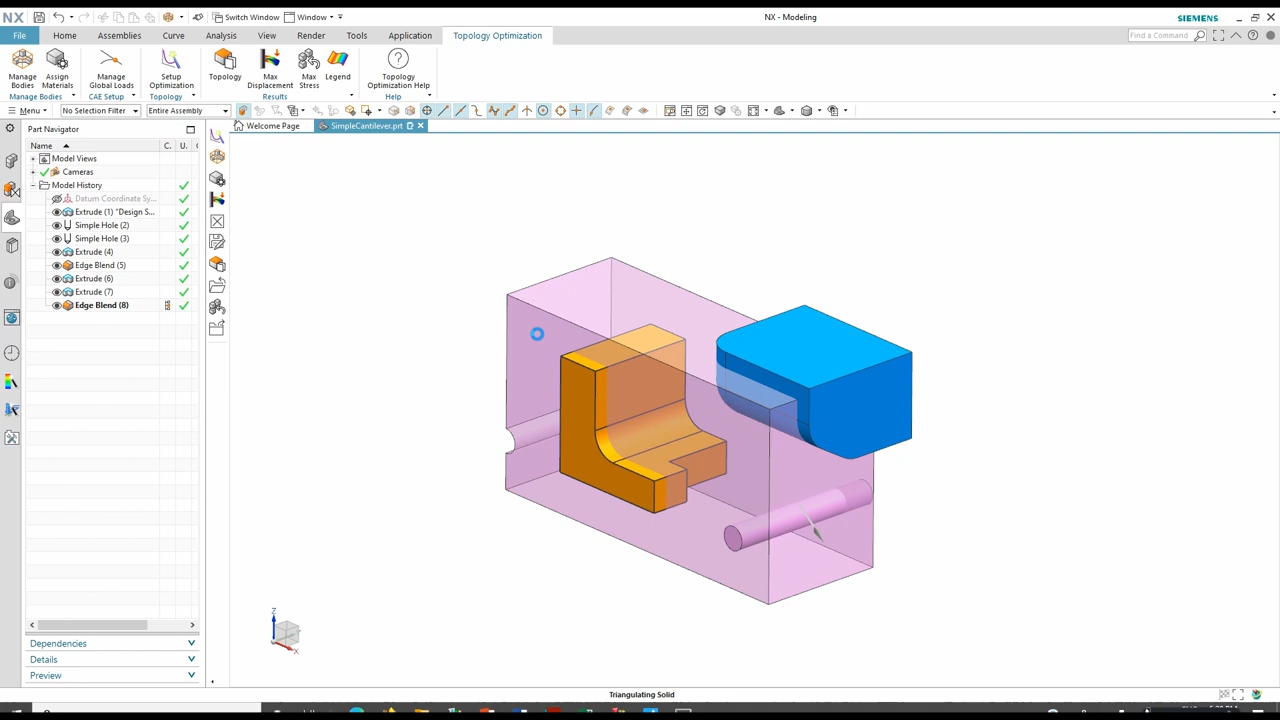 NX
Switch Window
Window
NX - Modeling
SIEMENS
File
Home
Assemblies
Curve
Analysis
View
Render
Tools
Application
Topology Optimization
Find a Command
Manage Bodies
Assign Materials
Manage Global Loads
Setup Optimization
Topology
Max Displacement
Max Stress
Legend
Topology Optimization Help
Manage Bodies
CAE Setup
Topology
Results
Help
Menu
No Selection Filter
Entire Assembly
Part Navigator
Welcome Page
SimpleCantilever.prt
Name
C.
U.
Model Views
Cameras
Model History
Datum Coordinate Sy...
Extrude (1) "Design S...
Simple Hole (2)
Simple Hole (3)
Extrude (4)
Edge Blend (5)
Extrude (6)
Extrude (7)
Edge Blend (8)
Z
X
Dependencies
Details
Preview
Triangulating Solid